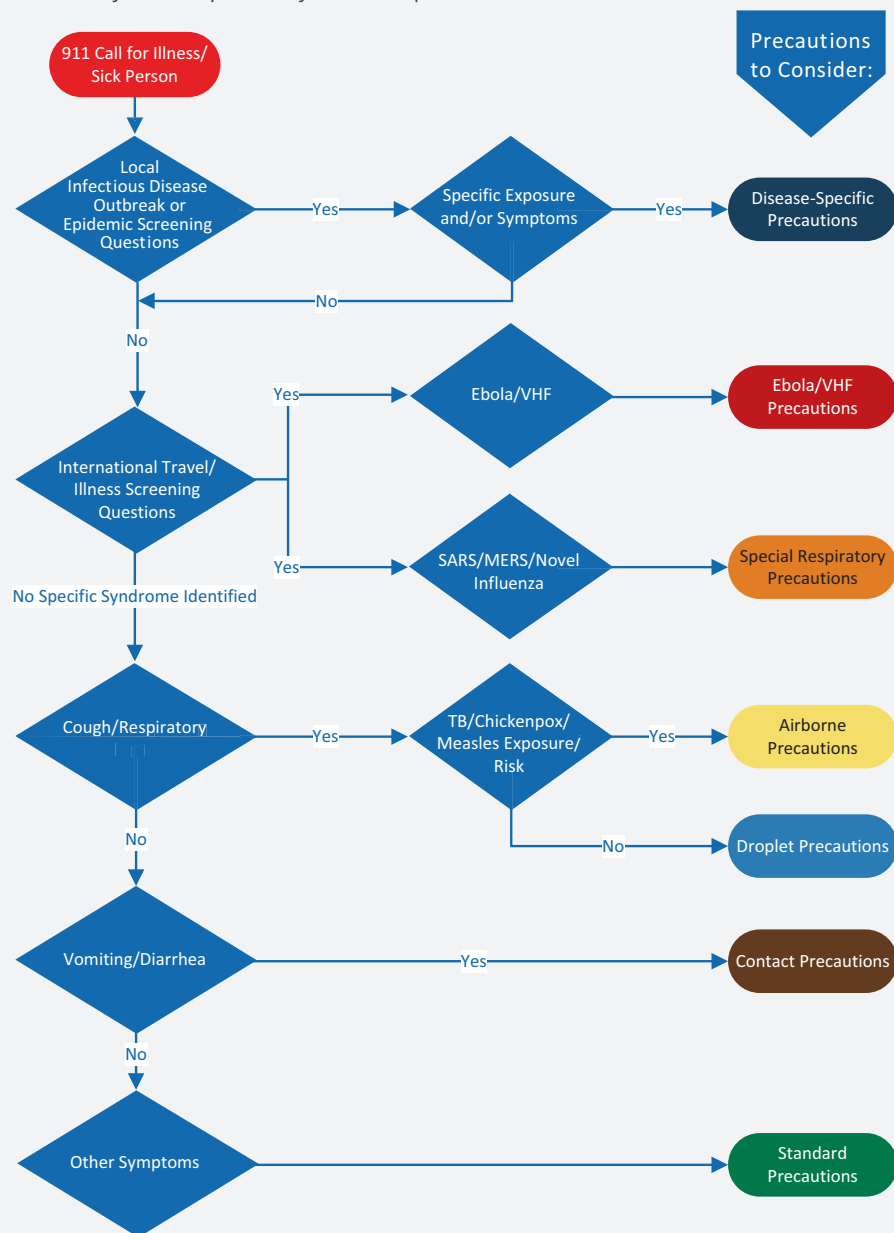 911 Call for Illness/
Sick Person
Precautions
to Consider:
Local
Infectious Disease
Outbreak or
Epidemic Screening
Questions
Yes
Specific Exposure
and/or Symptoms
Yes
Disease-Specific
Precautions
No
No
International Travel/
Illness Screening
Questions
Yes
Ebola/VHF
Ebola/VHF
Precautions
Yes
SARS/MERS/Novel
Influenza
Special Respiratory
Precautions
No Specific Syndrome Identified
Cough/Respiratory
Yes
TB/Chickenpox/
Measles Exposure/
Risk
Yes
Airborne
Precautions
No
Droplet Precautions
No
Vomiting/Diarrhea
Yes
Contact Precautions
No
Other Symptoms
Standard
Precautions